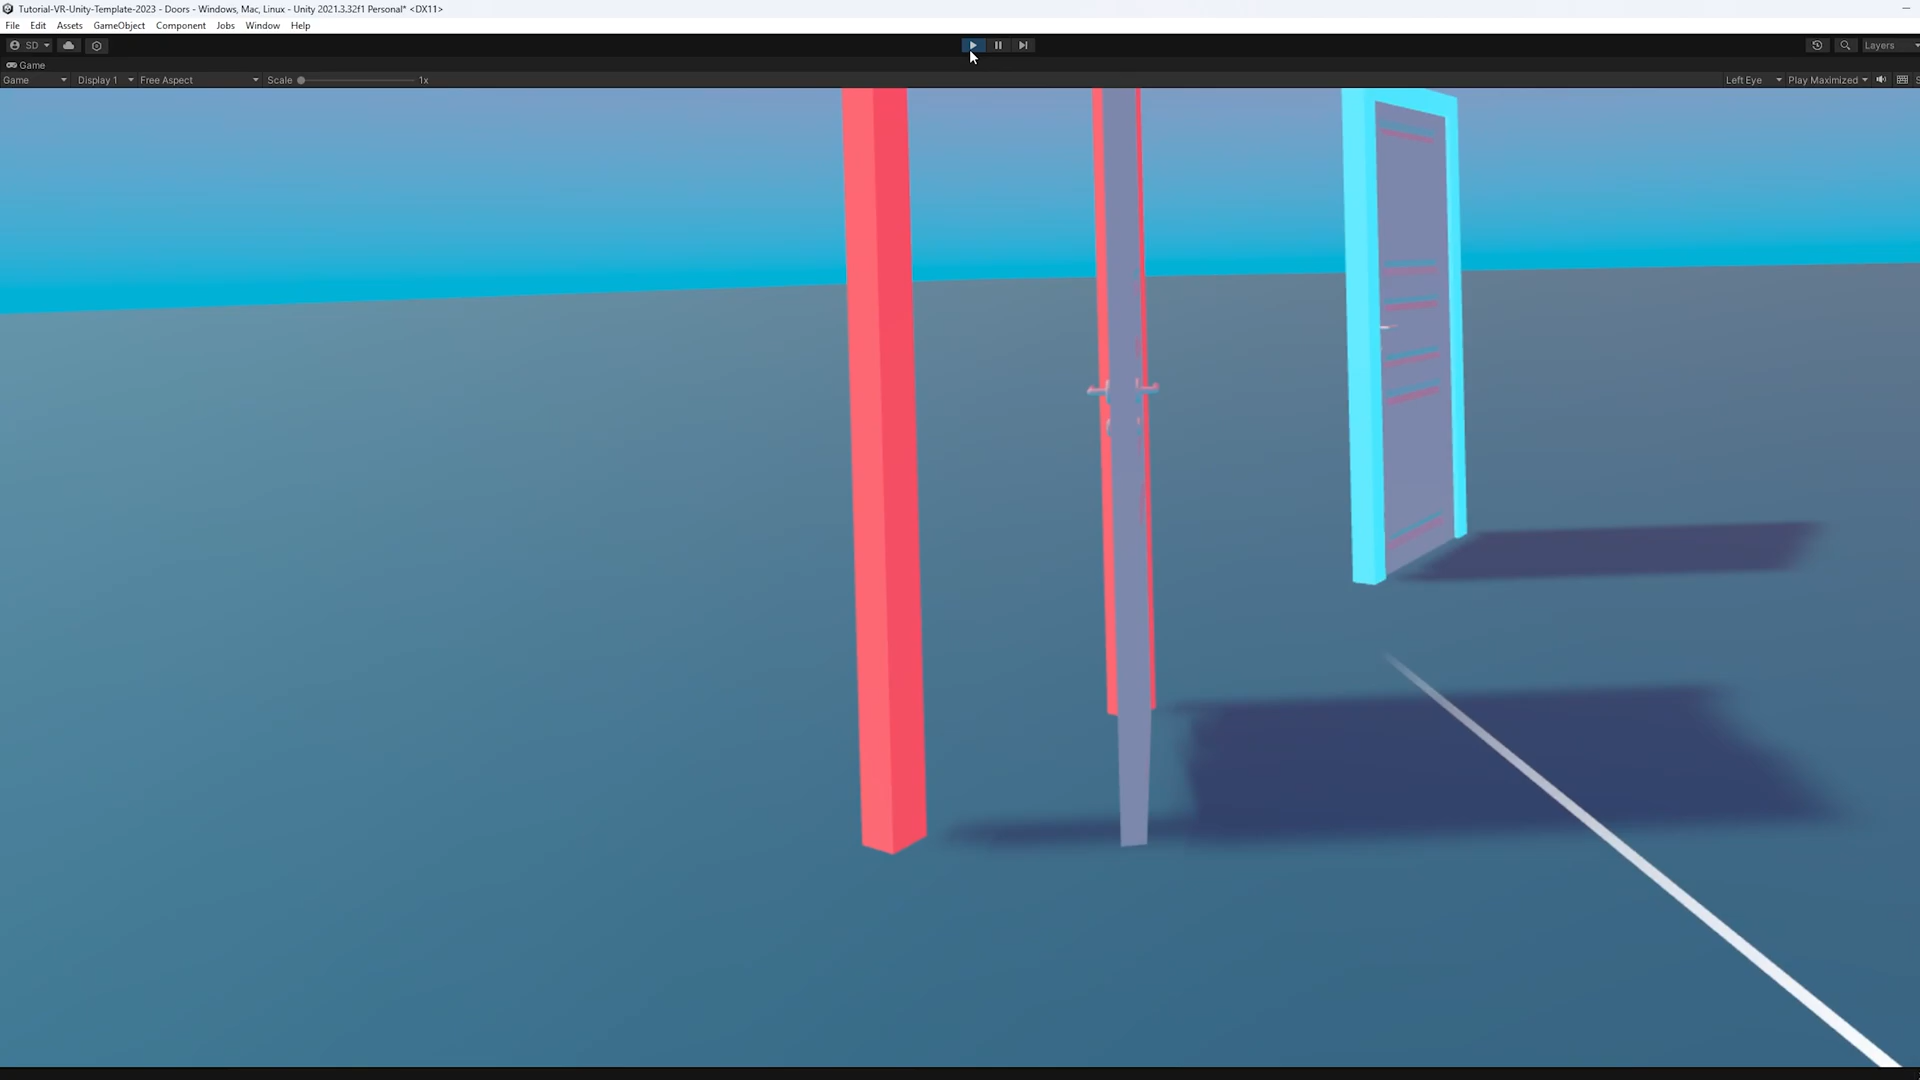 Tutorial-VR-Unity-Template-2023 - Doors - Windows, Mac, Linux - Unity 2021.3.32f1 Personal* <DX11>
File Edit Assets GameObject Component Jobs Window Help
SD Layers
Game
Game Display 1 Free Aspect Scale 1x Left Eye Play Maximized